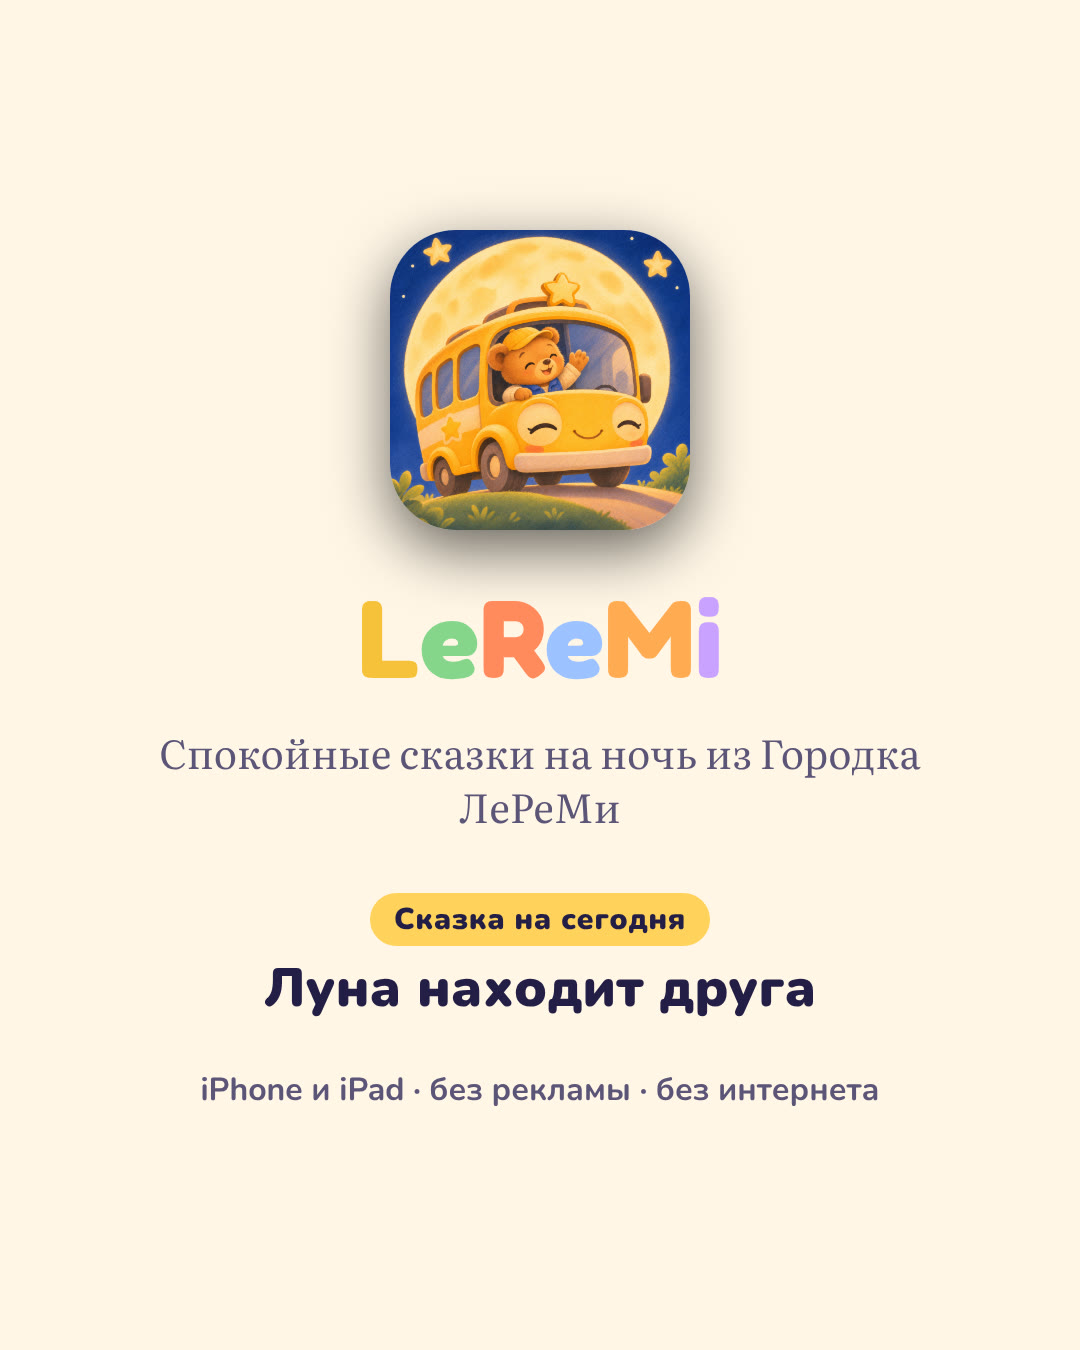 LeReMi
Спокойные сказки на ночь из Городка
ЛеРеМи
Сказка на сегодня
Луна находит друга
iPhone и iPad · без рекламы · без интернета